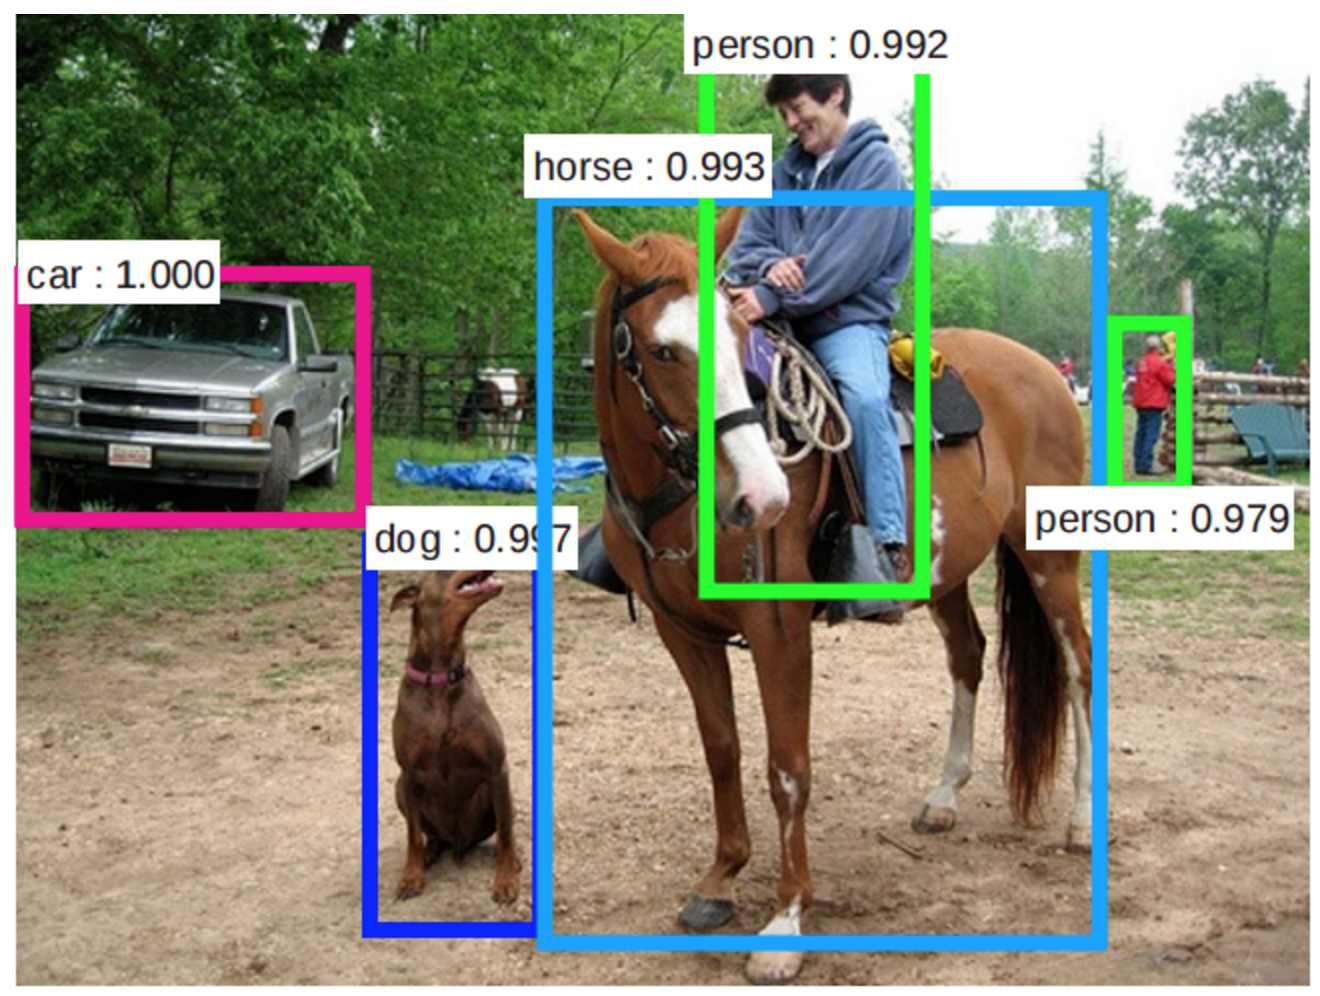 person : 0.992
horse : 0.993
car : 1.000
person : 0.979
dog : 0.997